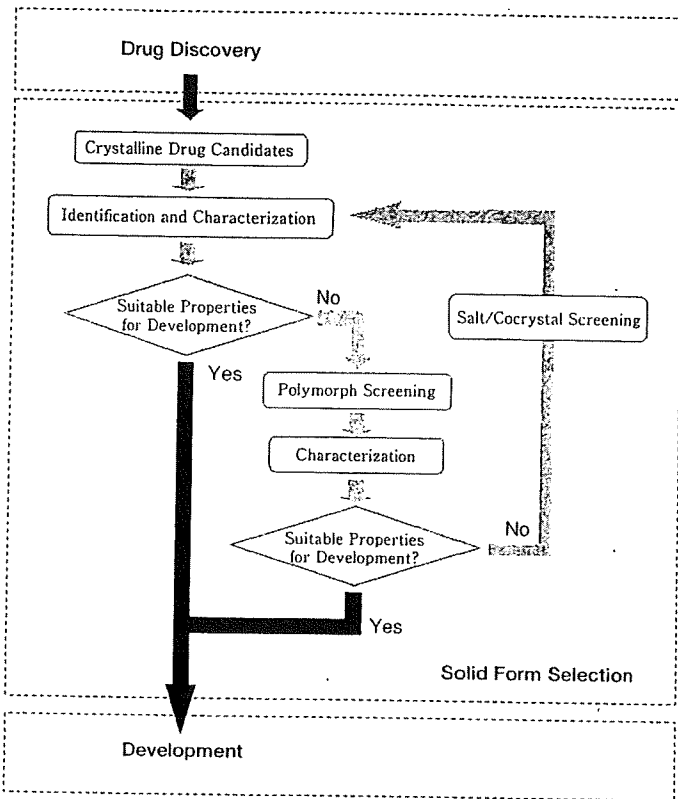 Drug Discovery
Crystalline Drug Candidates
Identification and Characterization
Suitable Properties
for Development?
No
Yes
Salt/Cocrystal Screening
Polymorph Screening
Characterization
Suitable Properties
for Development?
No
Yes
Solid Form Selection
Development